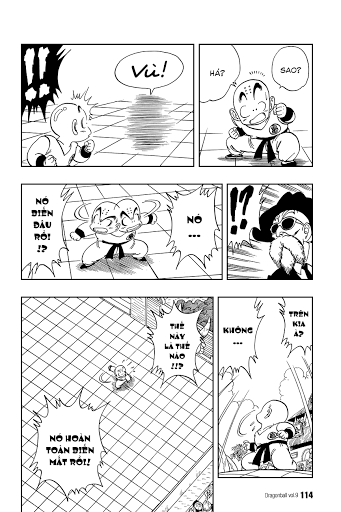 SAO?
HẢ?
VÙ!
!!
!?
NÓ
...
NÓ
BIẾN
ĐÂU
RỒI
!?
TRÊN
KIA
À?
KHÔNG
...
THẾ
NÀY
LÀ THẾ
NÀO
!!?
NÓ HOÀN
TOÀN BIẾN
MẤT RỒI!
Dragonball vol.9 114